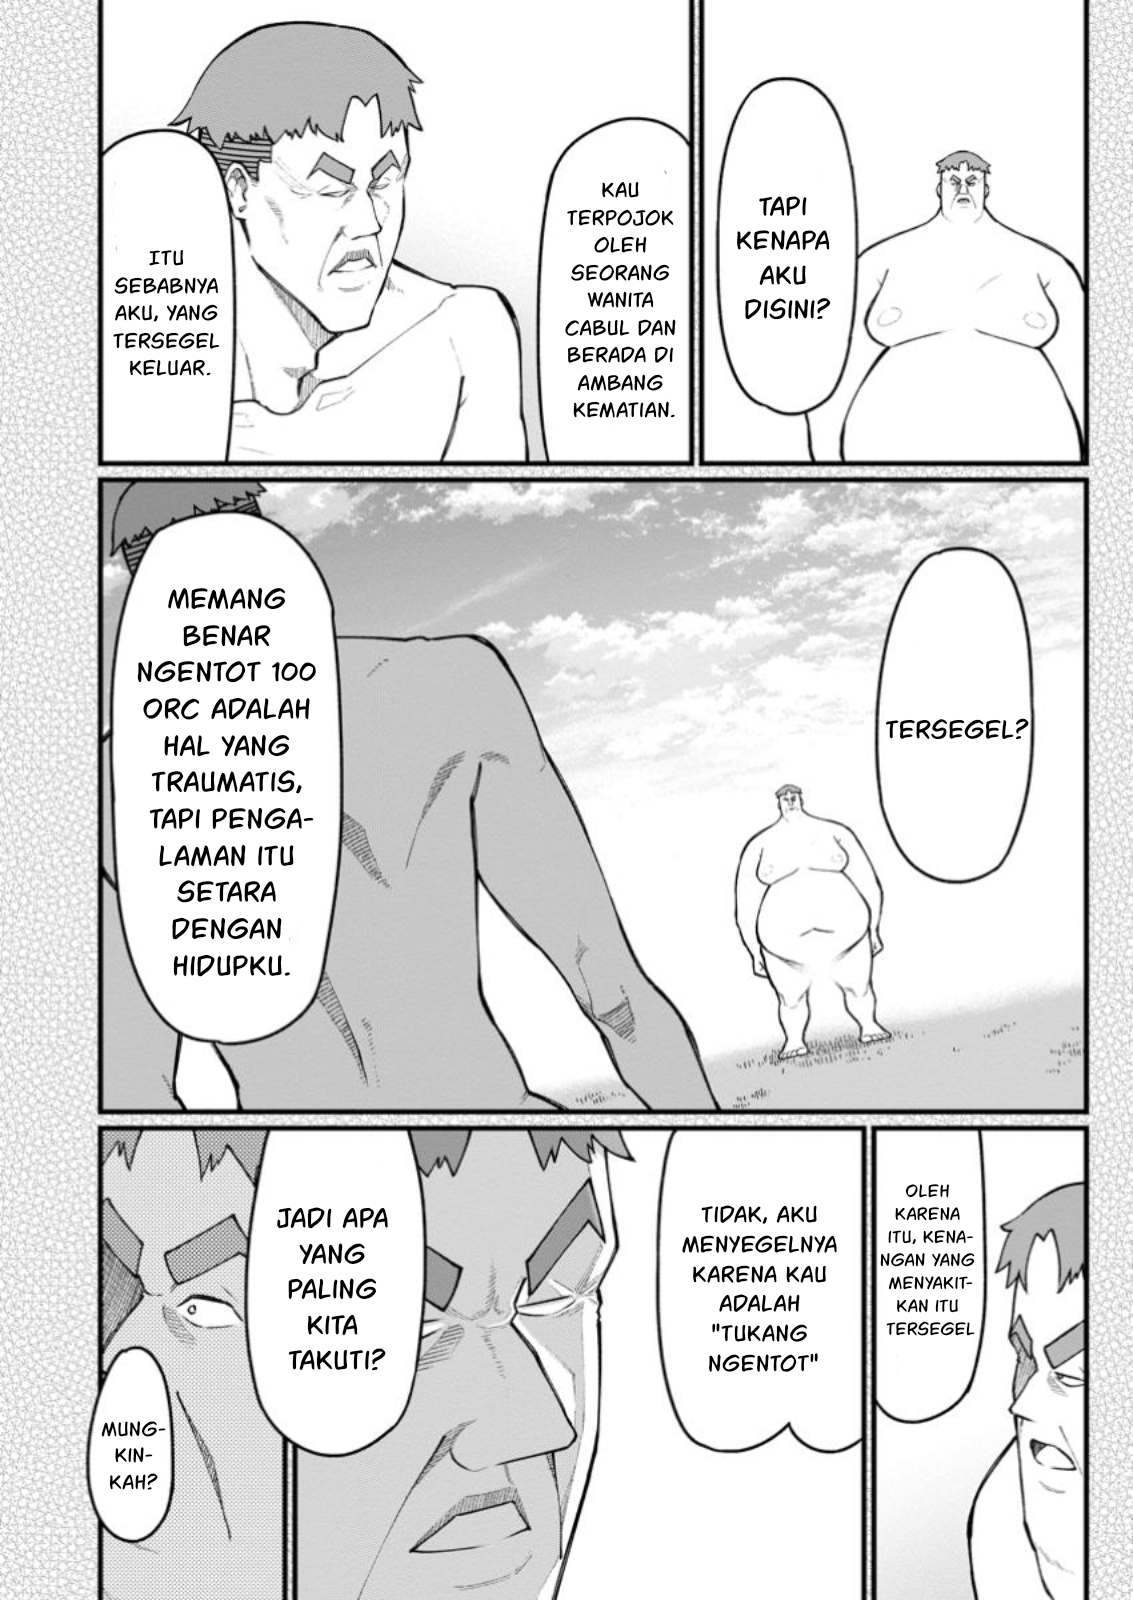 TAPI
KENAPA
AKU
DISINI?
KAU
TERPOJOK
OLEH
SEORANG
WANITA
CABUL DAN
BERADA DI
AMBANG
KEMATIAN.
ITU
SEBABNYA
AKU, YANG
TERSEGEL
KELUAR.
TERSEGEL?
MEMANG
BENAR
NGENTOT 100
ORC ADALAH
HAL YANG
TRAUMATIS,
TAPI PENGA-
LAMAN ITU
SETARA
DENGAN
HIDUPKU.
OLEH
KARENA
ITU, KENA-
NGAN YANG
MENYAKIT-
KAN ITU
TERSEGEL
TIDAK, AKU
MENYEGELNYA
KARENA KAU
ADALAH
"TUKANG
NGENTOT"
JADI APA
YANG
PALING
KITA
TAKUTI?
MUNG-
KIN-
KAH?